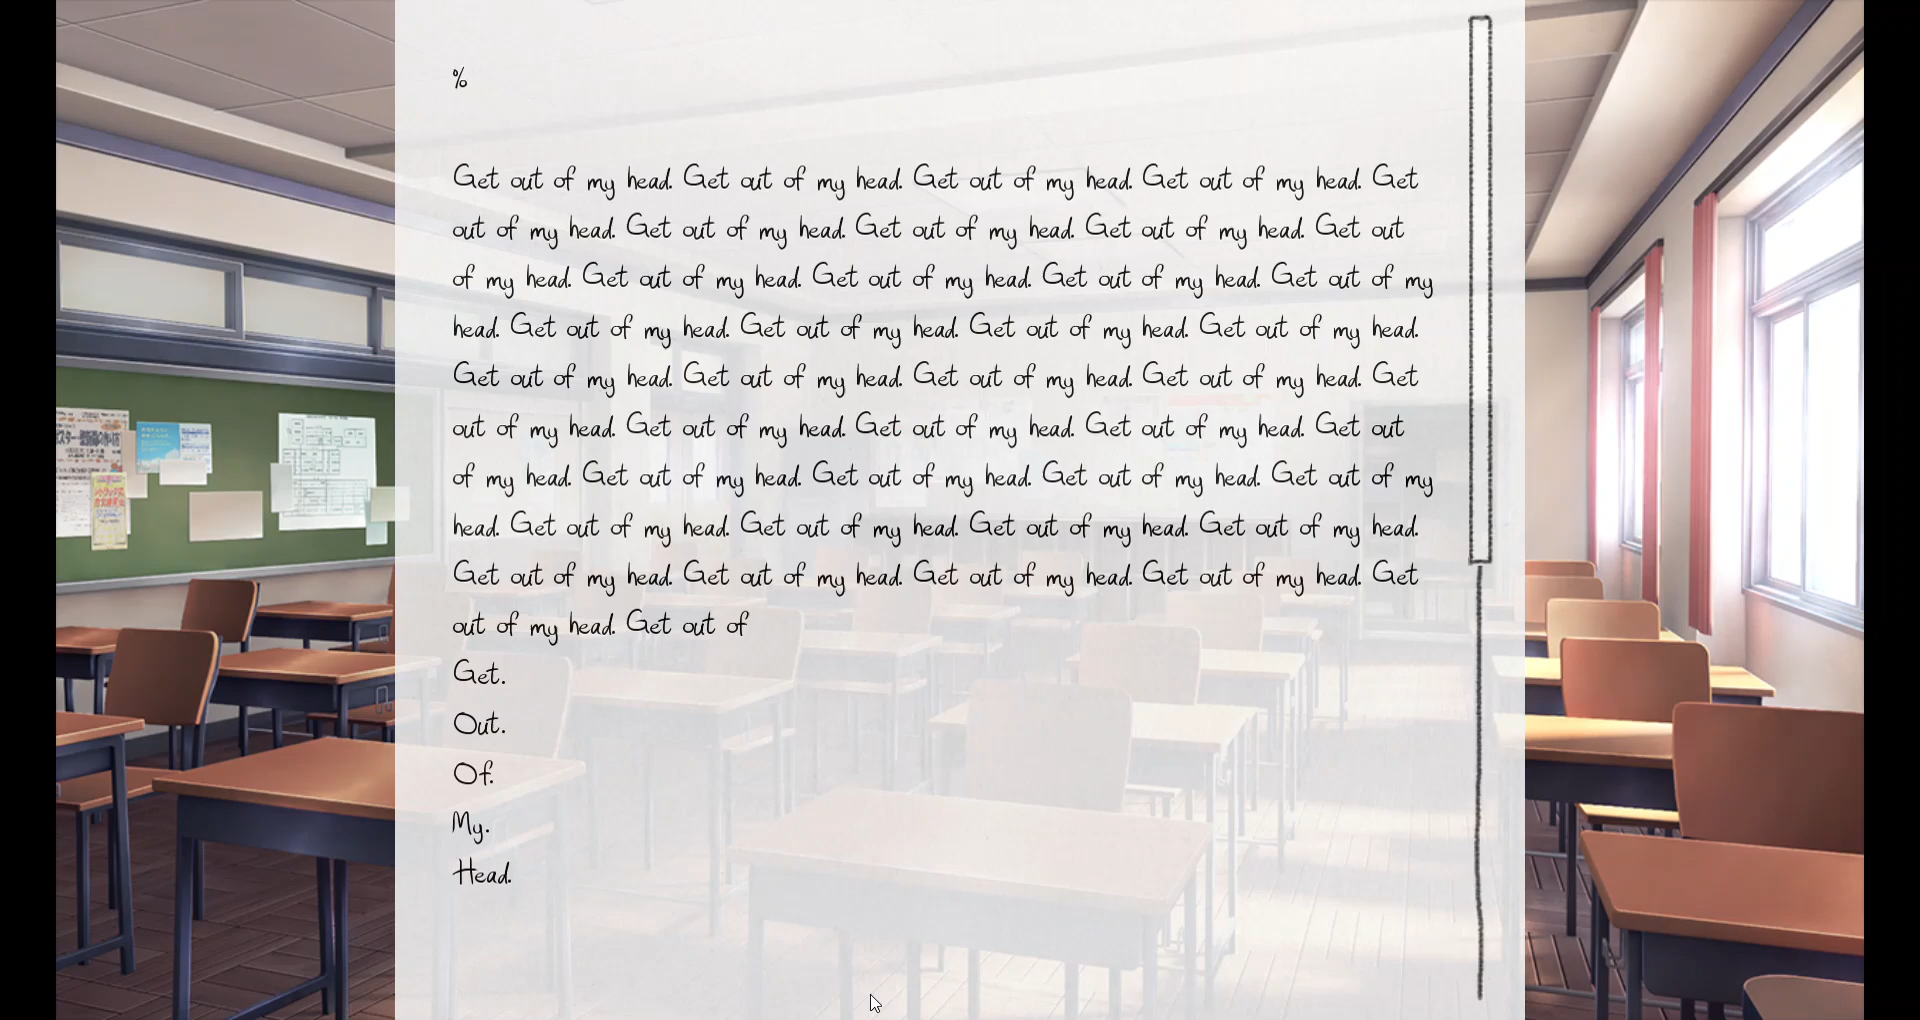 %
Get out of my head. Get out of my head. Get out of my head. Get out of my head. Get
out of my head. Get out of my head. Get out of my head. Get out of my head. Get out
of my head. Get out of my head. Get out of my head. Get out of my head. Get out of my
head. Get out of my head. Get out of my head. Get out of my head. Get out of my head.
Get out of my head. Get out of my head. Get out of my head. Get out of my head. Get
out of my head. Get out of my head. Get out of my head. Get out of my head. Get out
of my head. Get out of my head. Get out of my head. Get out of my head. Get out of my
head. Get out of my head. Get out of my head. Get out of my head. Get out of my head.
Get out of my head. Get out of my head. Get out of my head. Get out of my head. Get
out of my head. Get out of
Get.
Out.
Of.
My.
Head.